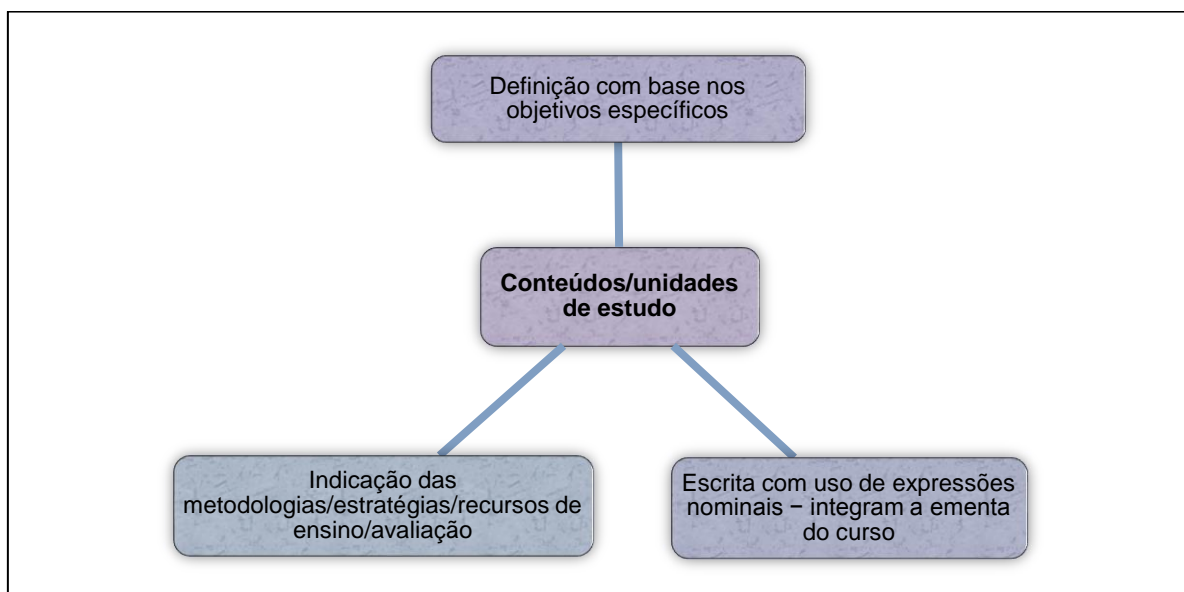 Definição com base nos
objetivos específicos
Conteúdos/unidades
de estudo
Indicação das
metodologias/estratégias/recursos de
ensino/avaliação
Escrita com uso de expressões
nominais − integram a ementa
do curso